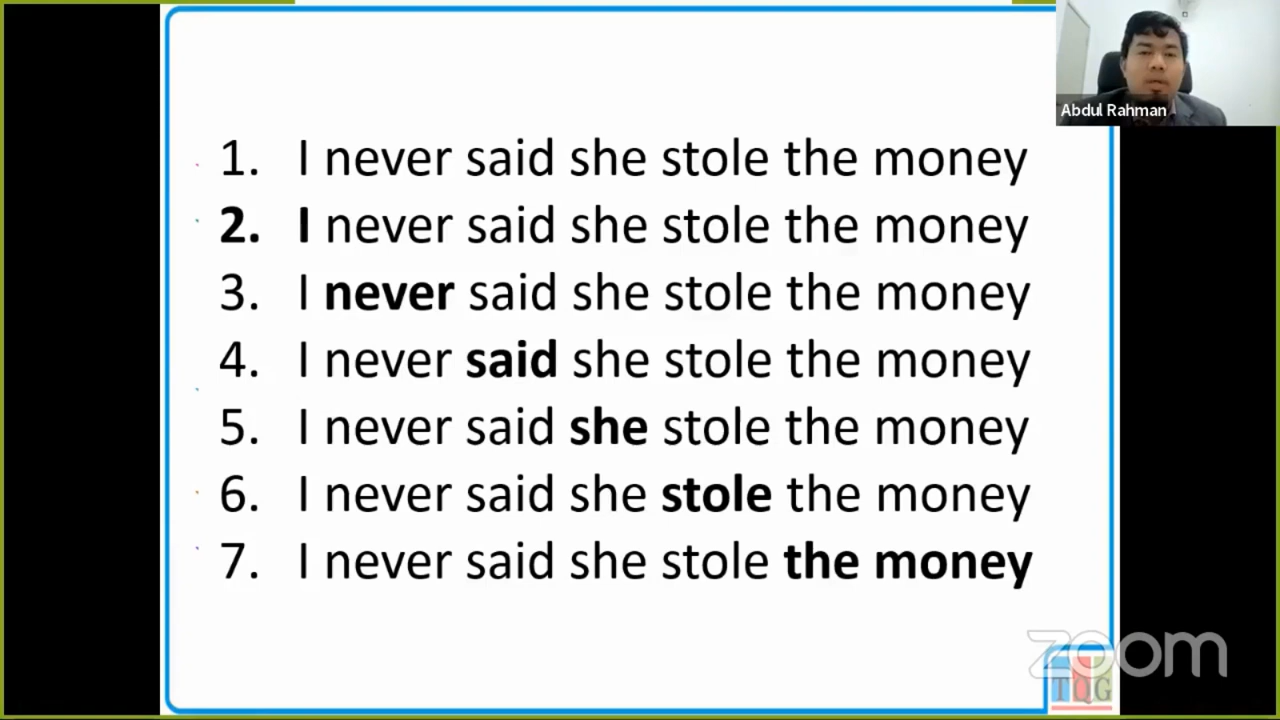 1. I never said she stole the money
2. I never said she stole the money
3. I never said she stole the money
4. I never said she stole the money
5. I never said she stole the money
6. I never said she stole the money
7. I never said she stole the money
Abdul Rahman
zoom
TQG